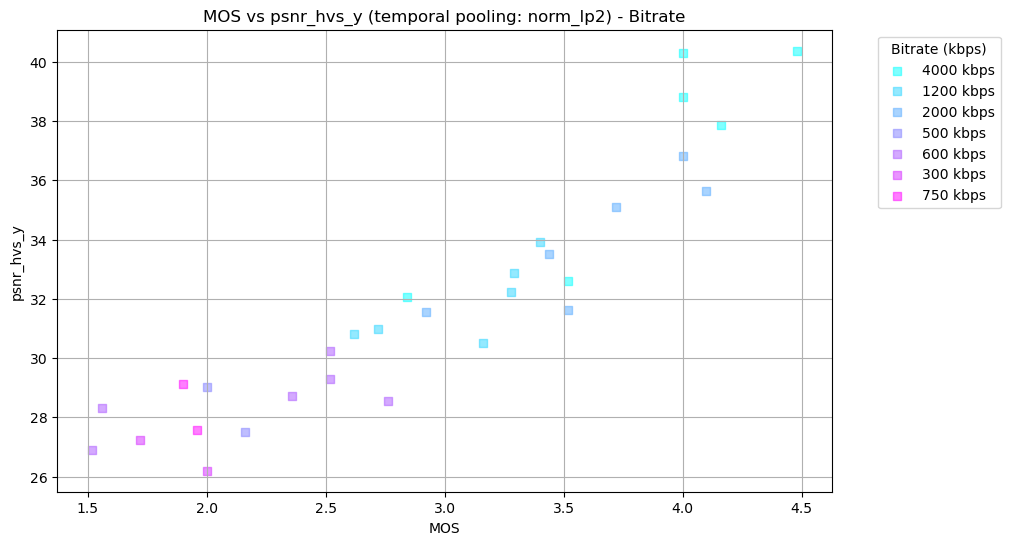 MOS vs psnr_hvs_y (temporal pooling: norm_lp2) - Bitrate
psnr_hvs_y
40
38
36
34
32
30
28
26
1.5
2.0
2.5
3.0
3.5
4.0
4.5
MOS
Bitrate (kbps)
4000 kbps
1200 kbps
2000 kbps
500 kbps
600 kbps
300 kbps
750 kbps